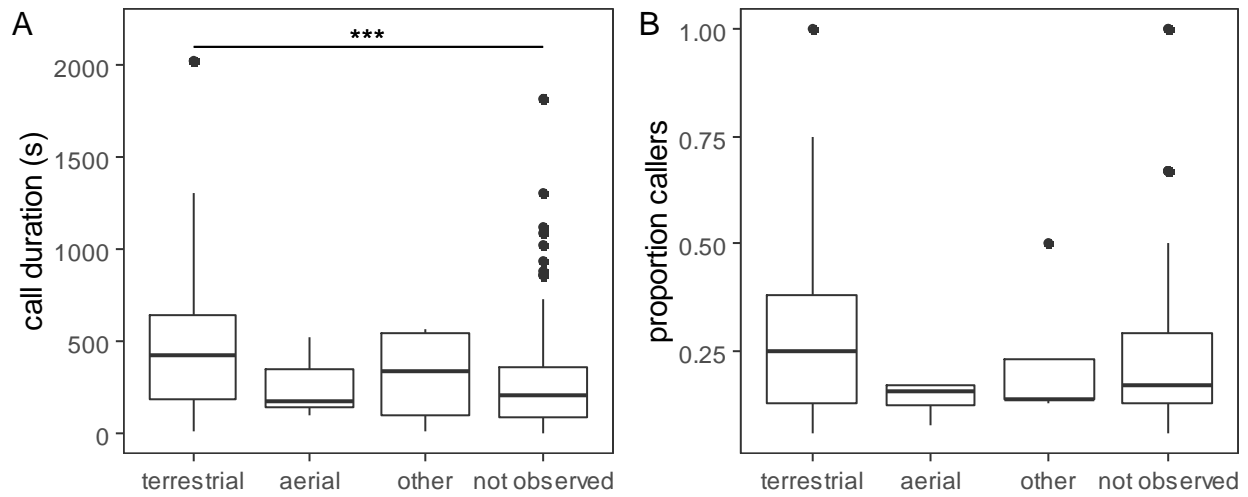 A
***
call duration (s)
2000
1500
1000
500
0
terrestrial
aerial
other
not observed
B
proportion callers
1.00
0.75
0.50
0.25
terrestrial
aerial
other
not observed